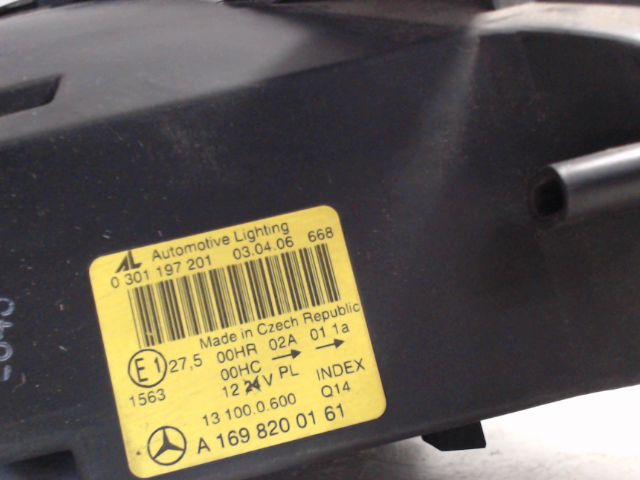 AL Automotive Lighting
0 301 197 201 03.04.06 668
Made in Czech Republic
E1 27,5 00HR 02A 01 1a
1563 00HC → →
12 24 V PL INDEX
13 100.0.600 Q14
A 169 820 01 61